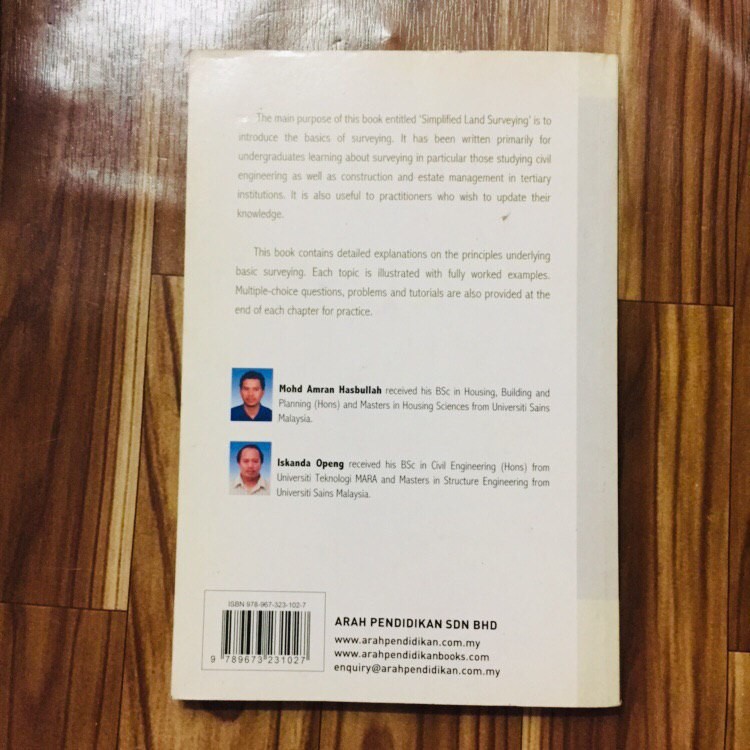 The main purpose of this book entitled 'Simplified Land Surveying' is to
introduce the basics of surveying. It has been written primarily for
undergraduates learning about surveying in particular those studying civil
engineering as well as construction and estate management in tertiary
institutions. It is also useful to practitioners who wish to update their
knowledge.
This book contains detailed explanations on the principles underlying
basic surveying. Each topic is illustrated with fully worked examples.
Multiple-choice questions, problems and tutorials are also provided at the
end of each chapter for practice.
Mohd Amran Hasbullah received his BSc in Housing, Building and
Planning (Hons) and Masters in Housing Sciences from Universiti Sains
Malaysia.
Iskanda Openg received his BSc in Civil Engineering (Hons) from
Universiti Teknologi MARA and Masters in Structure Engineering from
Universiti Sains Malaysia.
ISBN 978-967-323-102-7
9 789673 231027
ARAH PENDIDIKAN SDN BHD
www.arahpendidikan.com.my
www.arahpendidikanbooks.com
enquiry@arahpendidikan.com.my